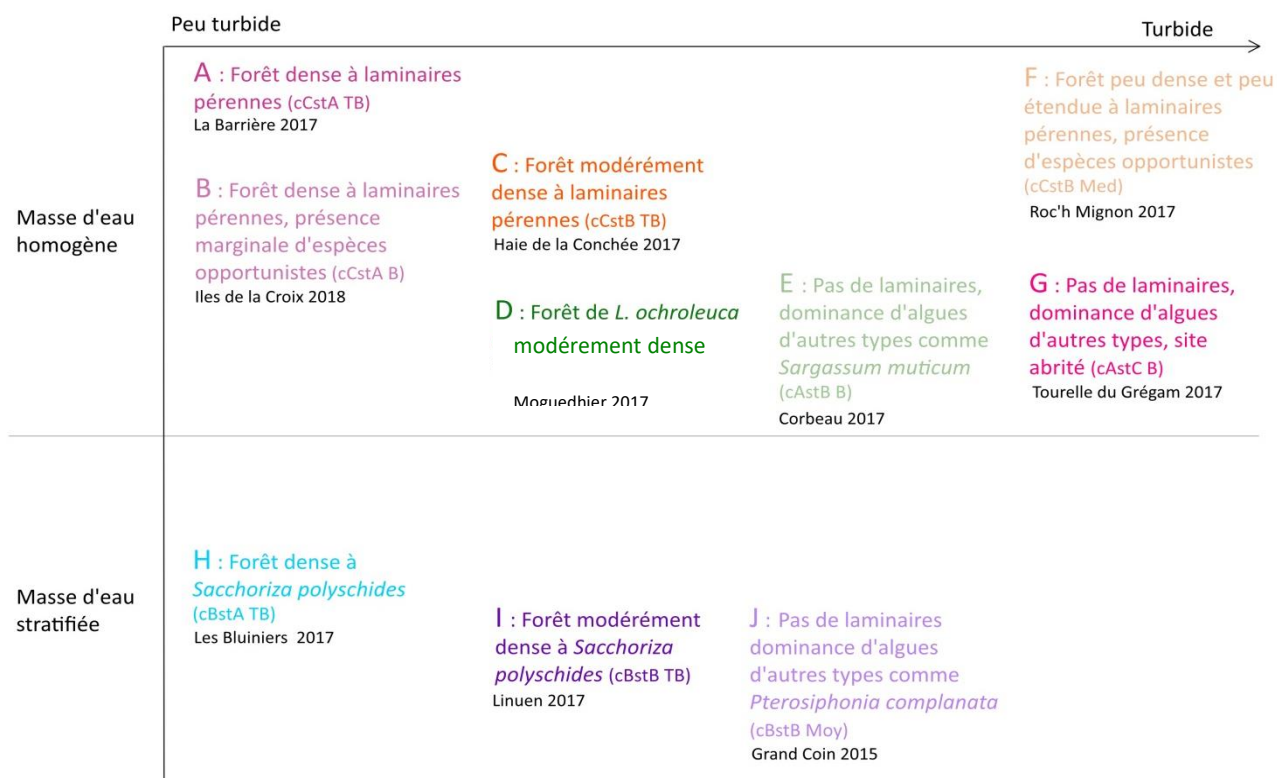 Peu turbide
Turbide
Masse d'eau
homogène
A : Forêt dense à laminaires
pérennes (cCstA TB)
La Barrière 2017
B : Forêt dense à laminaires
pérennes, présence
marginale d'espèces
opportunistes (cCstA B)
Iles de la Croix 2018
C : Forêt modérément
dense à laminaires
pérennes (cCstB TB)
Haie de la Conchée 2017
D : Forêt de L. ochroleuca
modérement dense
Moguedhier 2017
E : Pas de laminaires,
dominance d'algues
d'autres types comme
Sargassum muticum
(cAstB B)
Corbeau 2017
F : Forêt peu dense et peu
étendue à laminaires
pérennes, présence
d'espèces opportunistes
(cCstB Med)
Roc'h Mignon 2017
G : Pas de laminaires,
dominance d'algues
d'autres types, site
abrité (cAstC B)
Tourelle du Grégam 2017
Masse d'eau
stratifiée
H : Forêt dense à
Sacchoriza polyschides
(cBstA TB)
Les Bluiniers 2017
I : Forêt modérément
dense à Sacchoriza
polyschides (cBstB TB)
Linuen 2017
J : Pas de laminaires
dominance d'algues
d'autres types comme
Pterosiphonia complanata
(cBstB Moy)
Grand Coin 2015